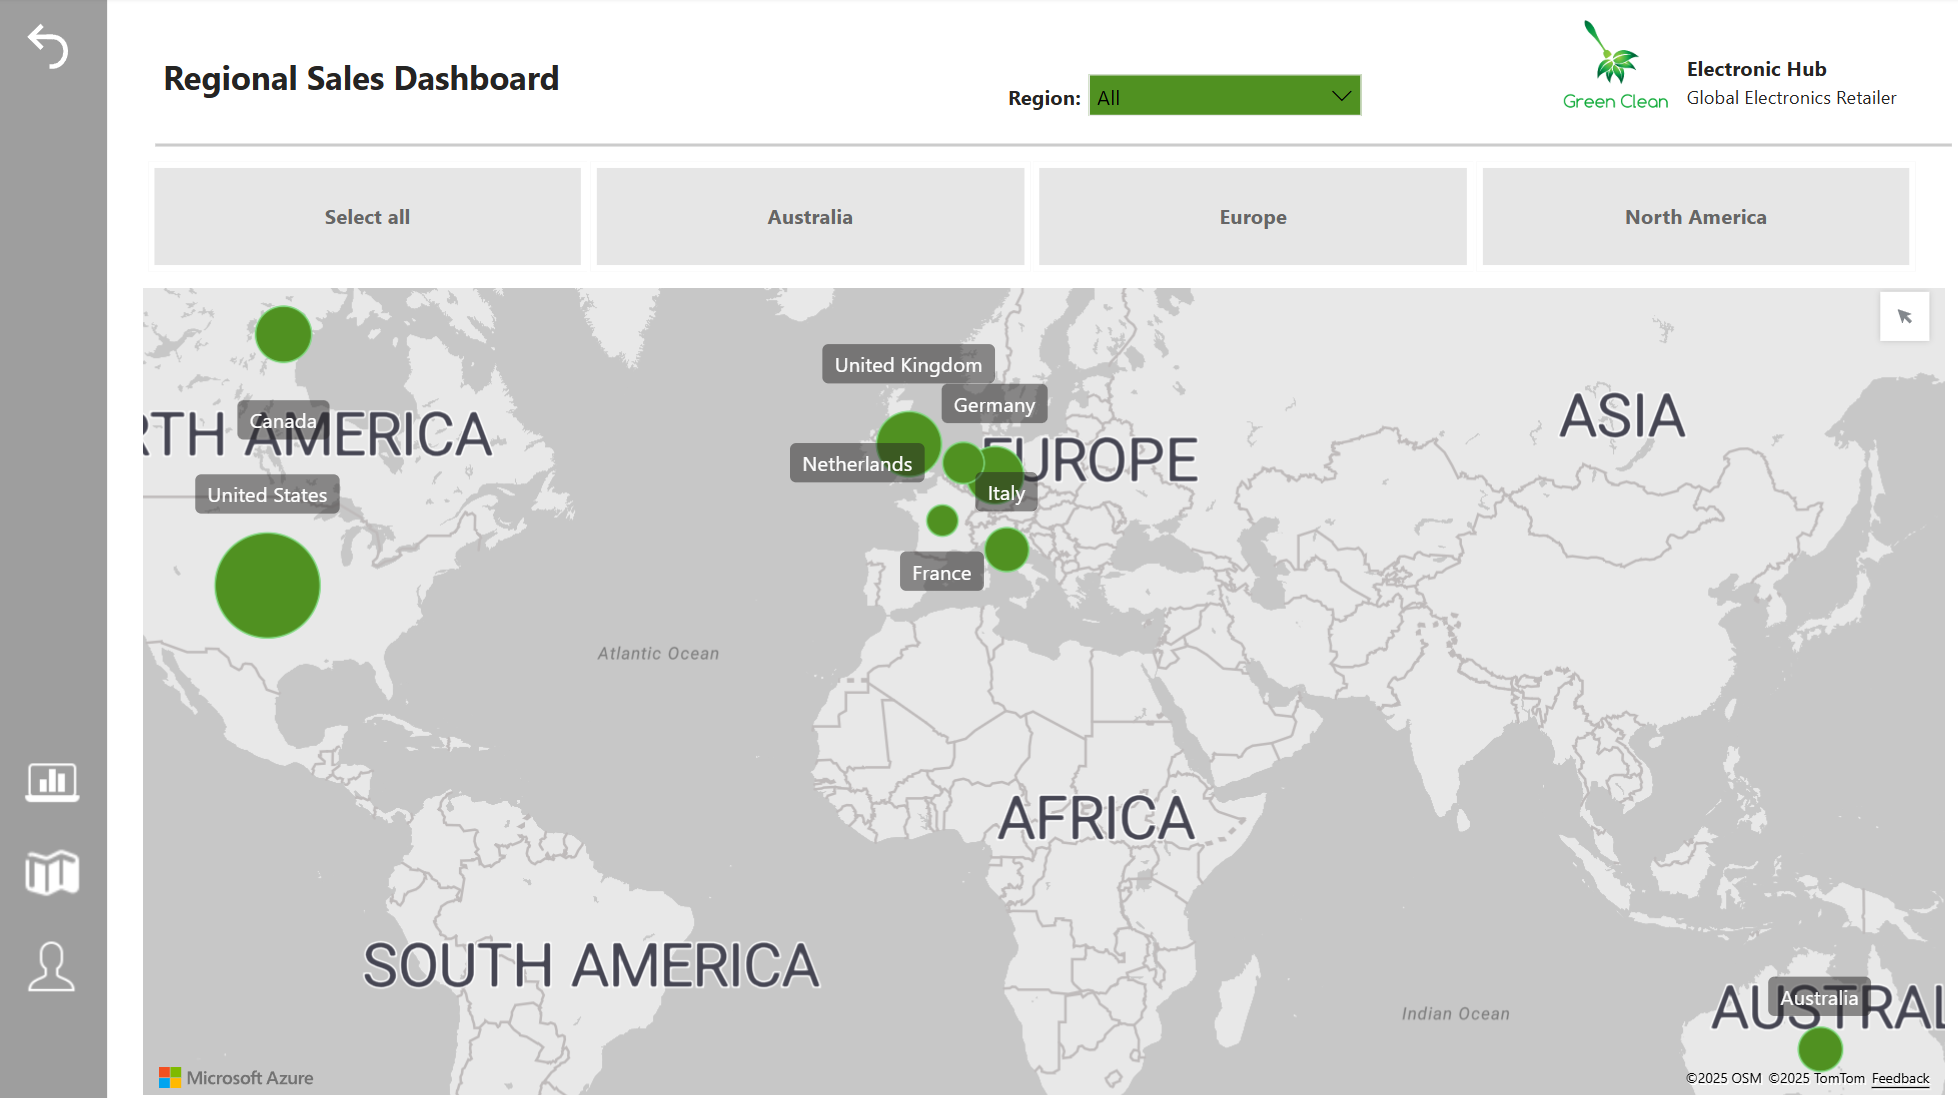 Regional Sales Dashboard
Region:
All
Green Clean
Electronic Hub
Global Electronics Retailer
Select all
Australia
Europe
North America
United Kingdom
Germany
ASIA
Canada
RTH AMERICA
EUROPE
Netherlands
Italy
United States
France
Atlantic Ocean
AFRICA
SOUTH AMERICA
Australia
AUSTRAL
Indian Ocean
Microsoft Azure
©2025 OSM ©2025 TomTom Feedback